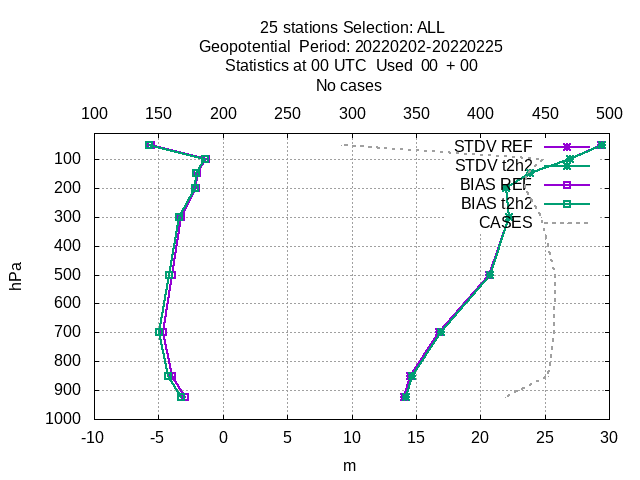 25 stations Selection: ALL
Geopotential  Period: 20220202-20220225
Statistics at 00 UTC  Used  00  + 00
No cases
100 150 200 250 300 350 400 450 500
STDV REF
STDV t2h2
BIAS REF
BIAS t2h2
CASES
hPa
100
200
300
400
500
600
700
800
900
1000
-10 -5 0 5 10 15 20 25 30
m